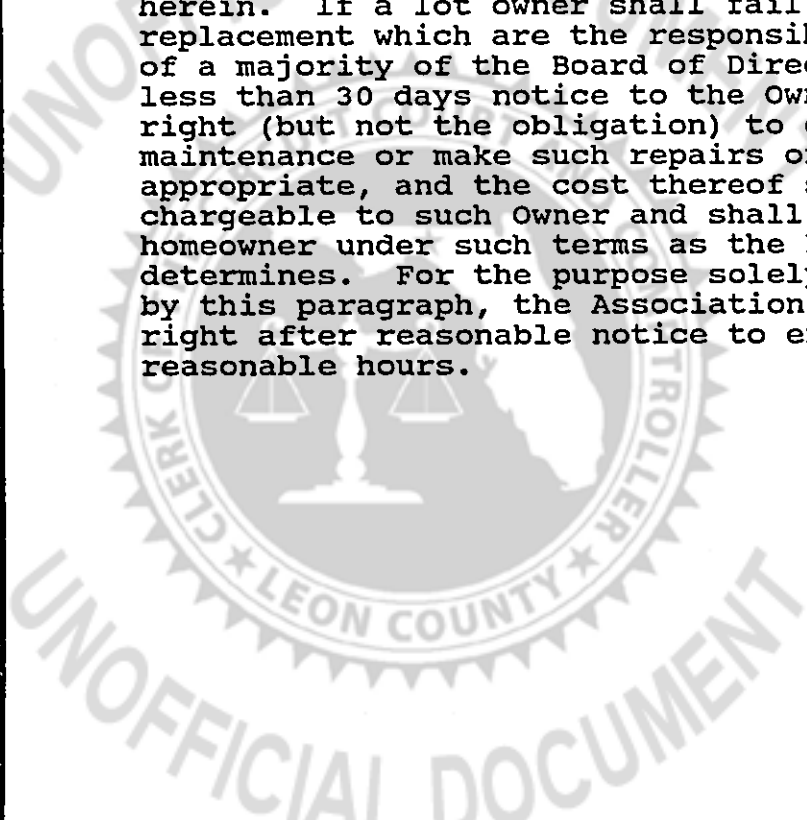 herein. If a lot owner shall fail
replacement which are the responsi
of a majority of the Board of Dire
less than 30 days notice to the Ow
right (but not the obligation) to
maintenance or make such repairs o
appropriate, and the cost thereof
chargeable to such Owner and shall
homeowner under such terms as the
determines. For the purpose solel
by this paragraph, the Association
right after reasonable notice to e
reasonable hours.
CLERK
TROLLER
LEON COUNTY
UNOFFICIAL DOCUMENT